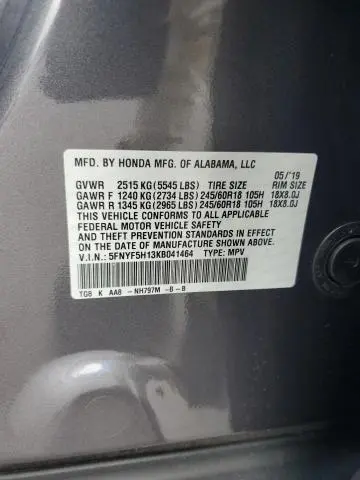 MFD. BY HONDA MFG. OF ALABAMA, LLC 05/'19
GVWR 2515 KG(5545 LBS) TIRE SIZE RIM SIZE
GAWR F 1240 KG(2734 LBS) 245/60R18 105H 18X8.0J
GAWR R 1345 KG(2965 LBS) 245/60R18 105H 18X8.0J
THIS VEHICLE CONFORMS TO ALL APPLICABLE
FEDERAL MOTOR VEHICLE SAFETY
AND THEFT PREVENTION STANDARDS IN EFFECT
ON THE DATE OF MANUFACTURE SHOWN ABOVE.
V.I.N.: 5FNYF5H13KB041464 TYPE: MPV
TG8 K AA8 -NH797M -B -B